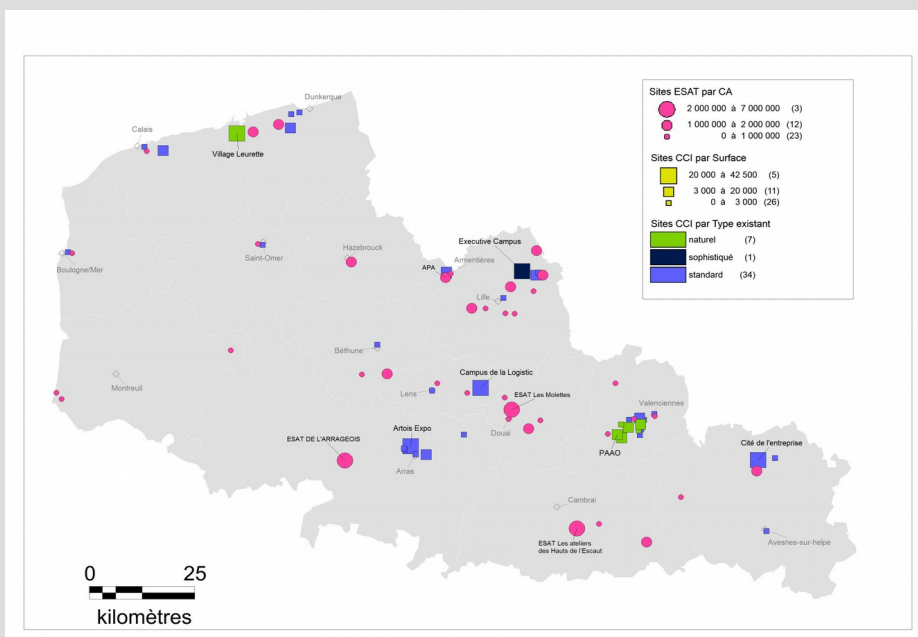 Sites ESAT par CA
2 000 000 à 7 000 000 (3)
1 000 000 à 2 000 000 (12)
0 à 1 000 000 (23)
Sites CCI par Surface
20 000 à 42 500 (5)
3 000 à 20 000 (11)
0 à 3 000 (26)
Sites CCI par Type existant
naturel (7)
sophistiqué (1)
standard (34)
Dunkerque
Calais
Village Leurette
Boulogne/Mer
Saint-Omer
Hazebrouck
Executive Campus
Armentières
APA
Lille
Béthune
Montreuil
Lens
Campus de la Logistic
ESAT Les Molettes
Douai
Valenciennes
PAAO
Artois Expo
ESAT DE L'ARRAGEOIS
Arras
Cité de l'entreprise
Cambrai
ESAT Les ateliers
des Hauts de l'Escaut
Avesnes-sur-helpe
0 25
kilomètres